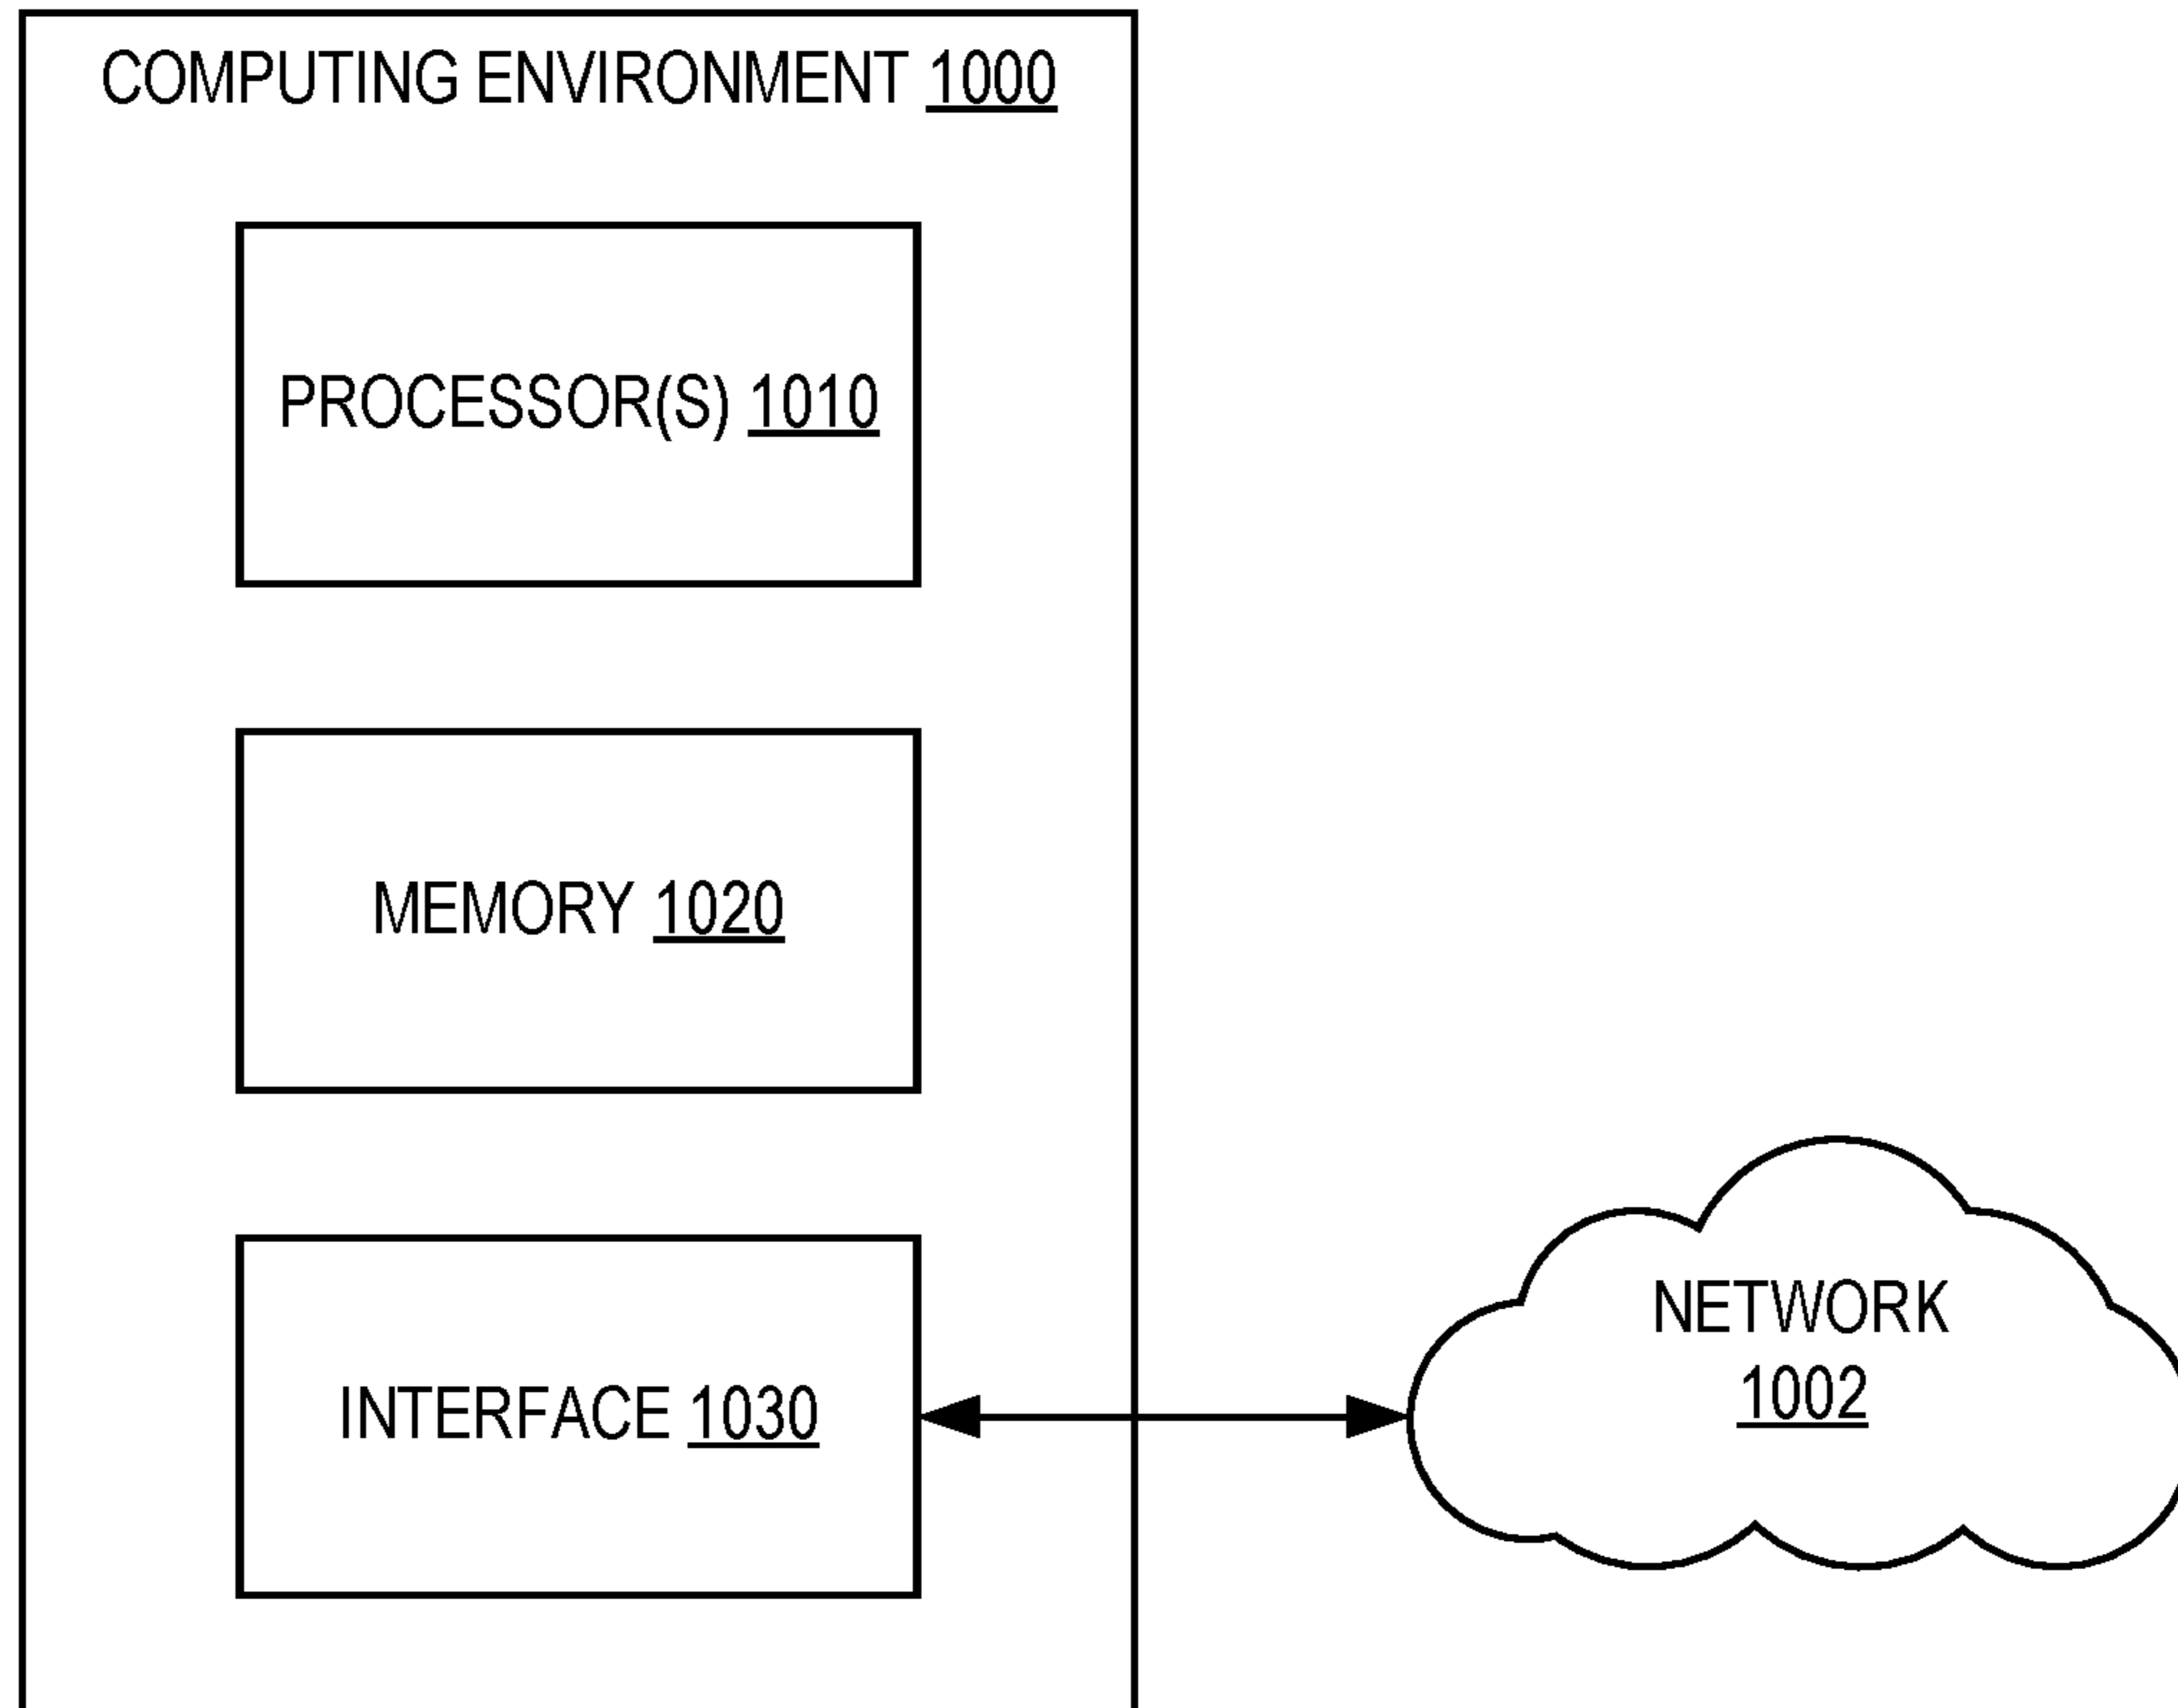 COMPUTING ENVIRONMENT 1000
PROCESSOR(S) 1010
MEMORY 1020
INTERFACE 1030
NETWORK
1002